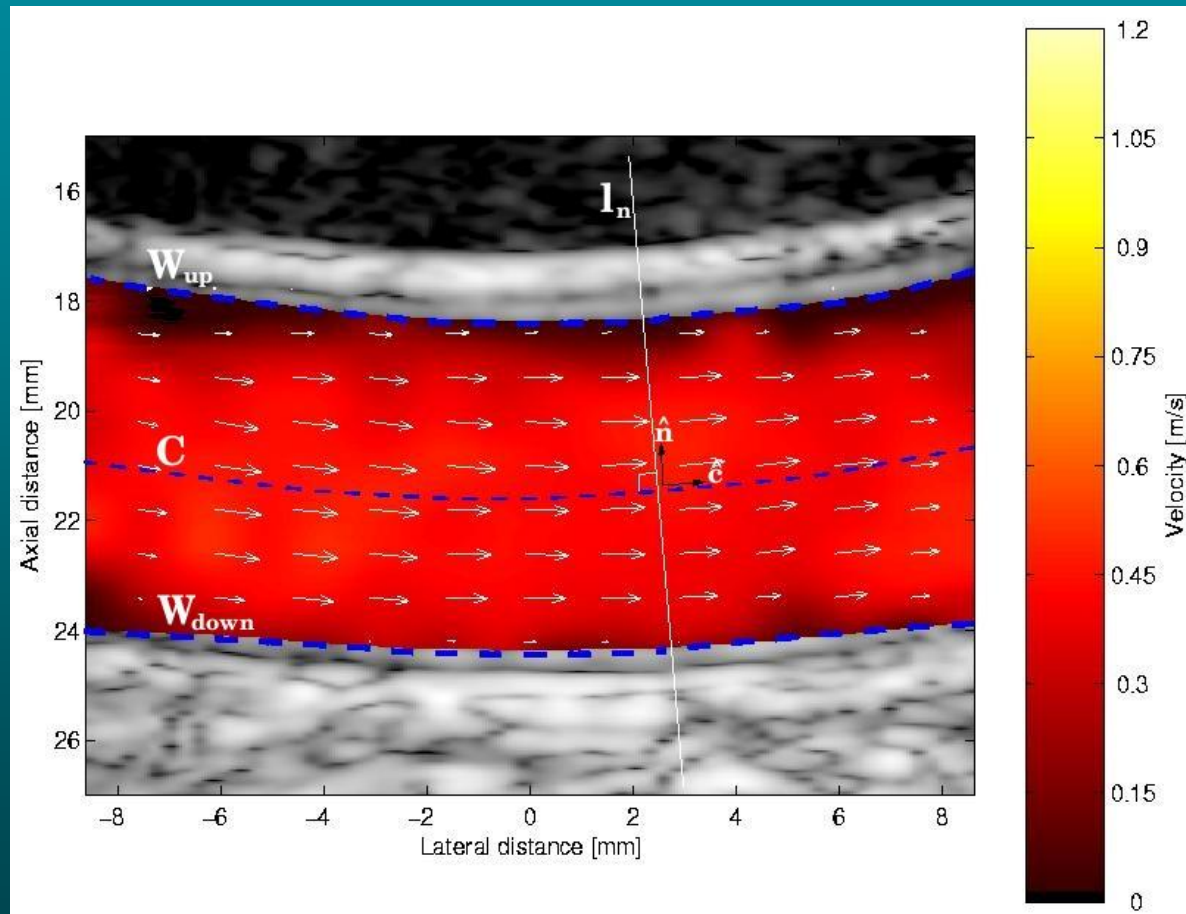 1.2
1.05
0.9
0.75
0.6
0.45
0.3
0.15
0
Velocity [m/s]
16
18
20
22
24
26
Axial distance [mm]
lₙ
W_up
n̂
C
ĉ
W_down
−8 −6 −4 −2 0 2 4 6 8
Lateral distance [mm]